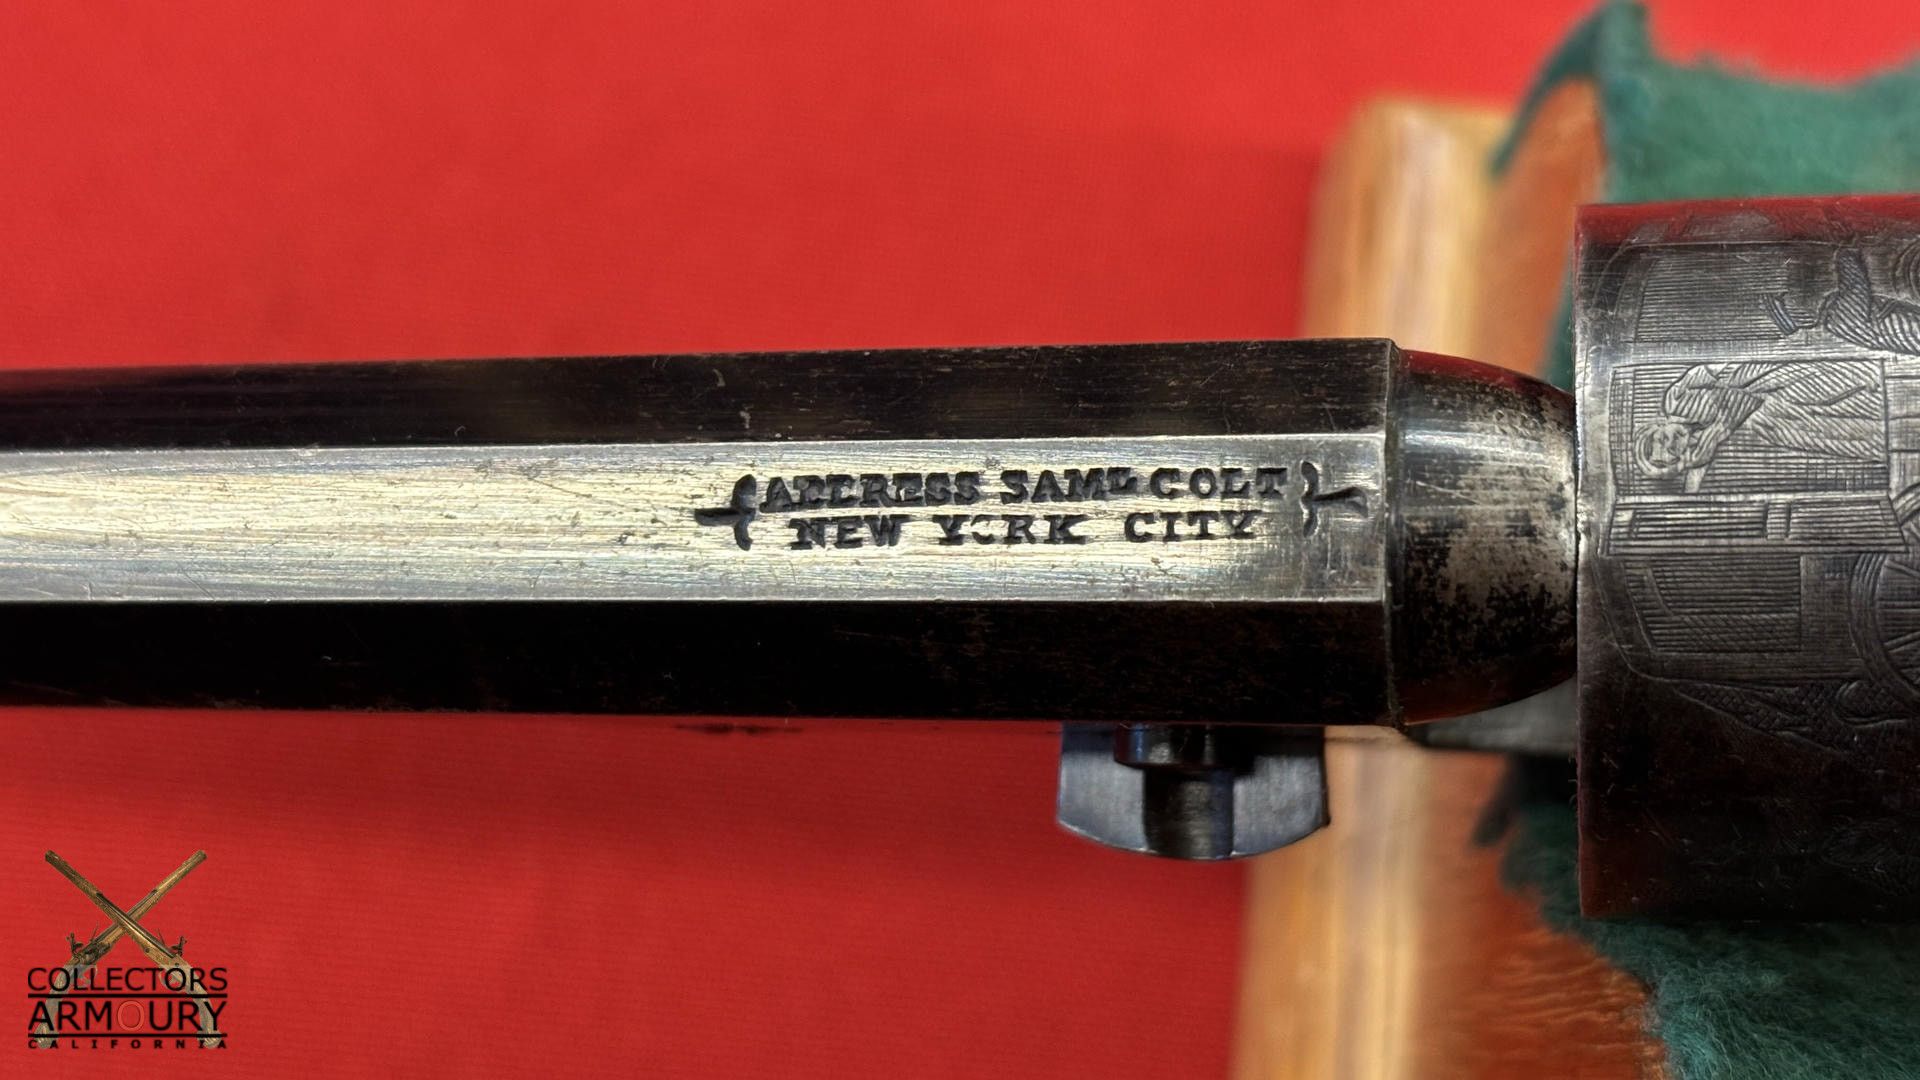 ADDRESS SAMᴸ COLT
NEW YORK CITY
COLLECTORS
ARMOURY
CALIFORNIA